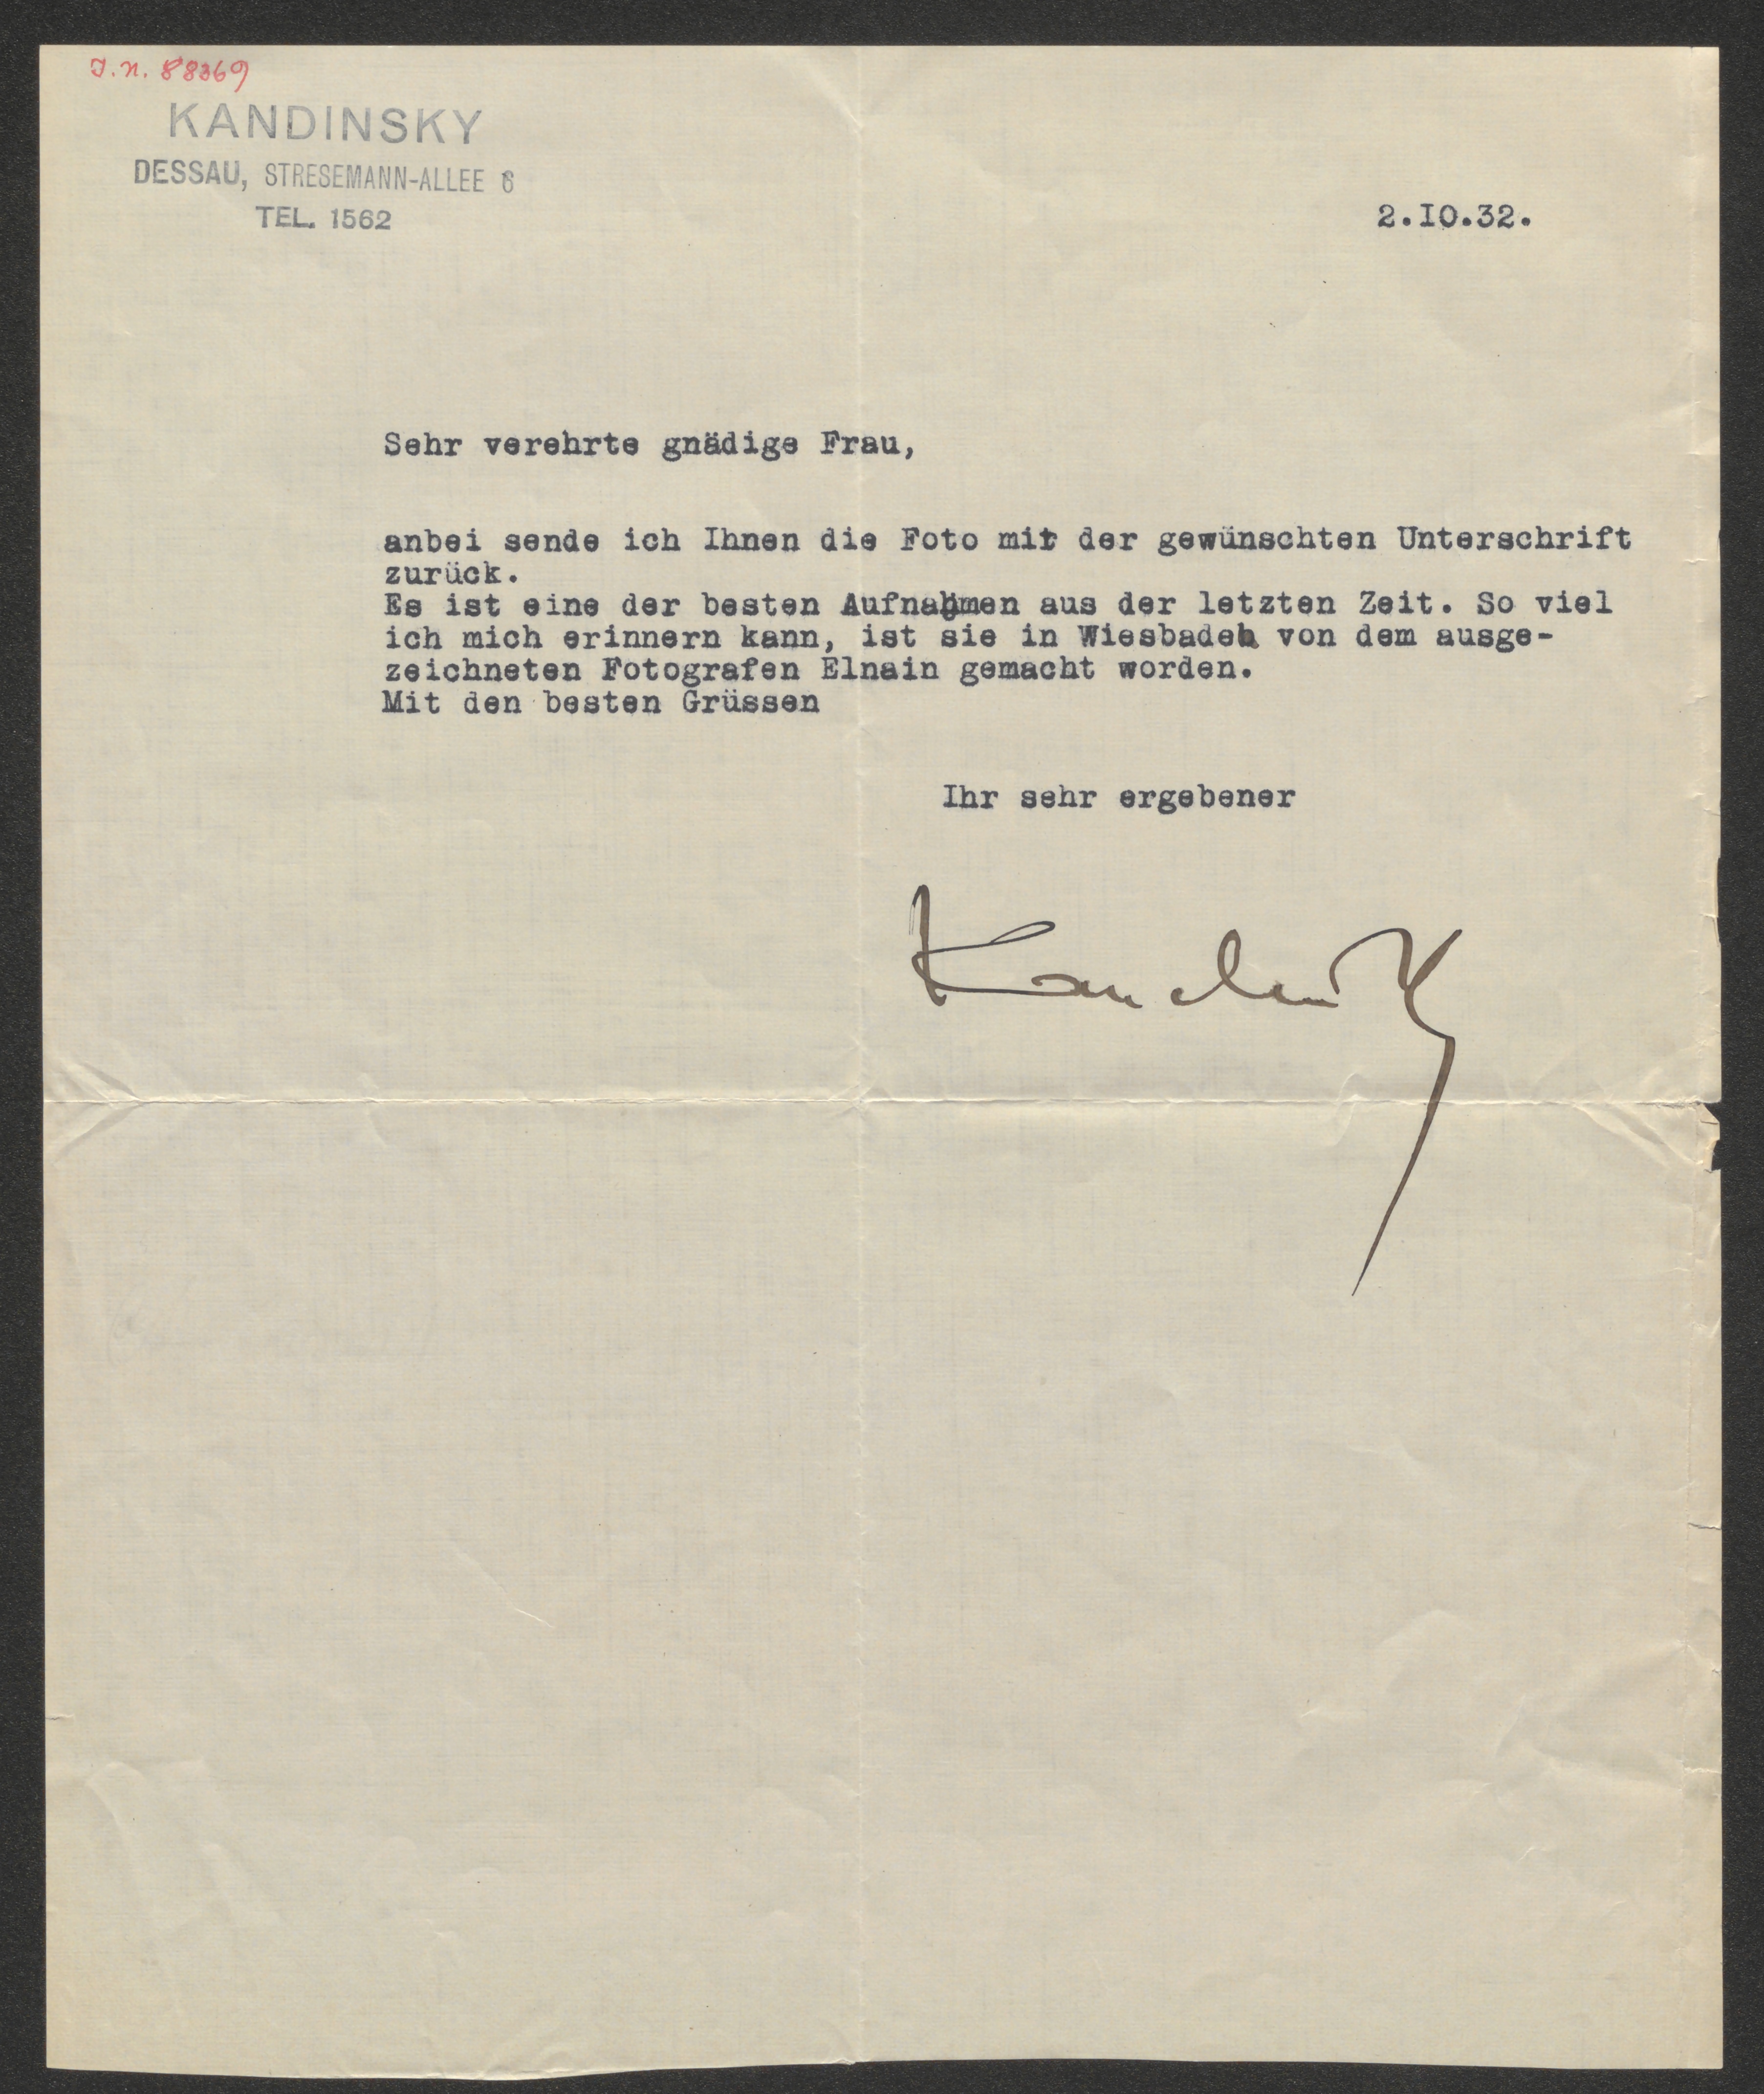 J.N. 88369
KANDINSKY
DESSAU, STRESEMANN-ALLEE 6
TEL. 1562
2.IO.32.
Sehr verehrte gnädige Frau,
anbei sende ich Ihnen die Foto mit der gewünschten Unterschrift
zurück.
Es ist eine der besten Aufnahmen aus der letzten Zeit. So viel
ich mich erinnern kann, ist sie in Wiesbaden von dem ausge-
zeichneten Fotografen Elnain gemacht worden.
Mit den besten Grüssen
Ihr sehr ergebener
Kandinsky